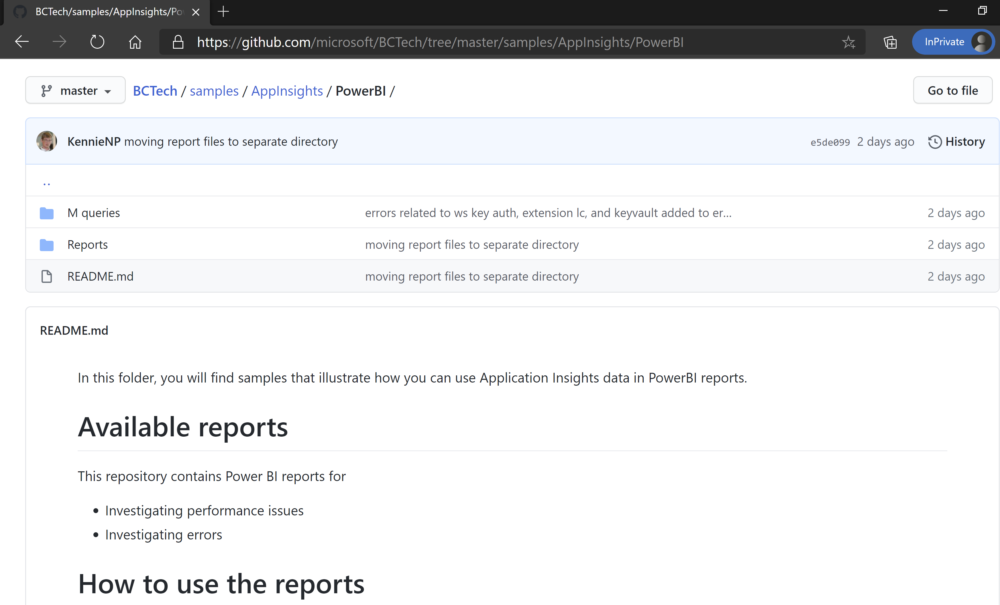 BCTech/samples/AppInsights/Po
https://github.com/microsoft/BCTech/tree/master/samples/AppInsights/PowerBI
InPrivate
master
BCTech / samples / AppInsights / PowerBI /
Go to file
KennieNP moving report files to separate directory
e5de099 2 days ago History
..
M queries errors related to ws key auth, extension lc, and keyvault added to er... 2 days ago
Reports moving report files to separate directory 2 days ago
README.md moving report files to separate directory 2 days ago
README.md
In this folder, you will find samples that illustrate how you can use Application Insights data in PowerBI reports.
Available reports
This repository contains Power BI reports for
• Investigating performance issues
• Investigating errors
How to use the reports